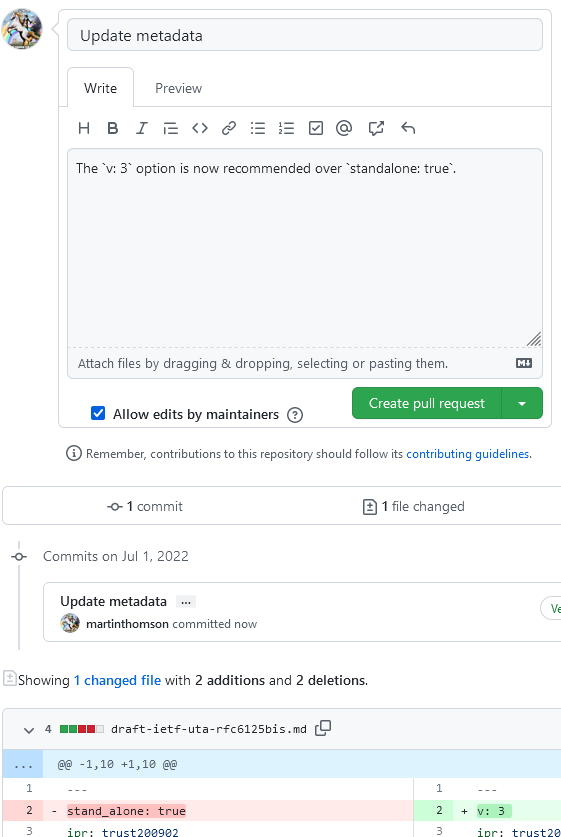 Update metadata
Write Preview
The `v: 3` option is now recommended over `standalone: true`.
Attach files by dragging & dropping, selecting or pasting them.
Allow edits by maintainers
Create pull request
Remember, contributions to this repository should follow its contributing guidelines.
1 commit 1 file changed
Commits on Jul 1, 2022
Update metadata ...
martinthomson committed now
Showing 1 changed file with 2 additions and 2 deletions.
4 draft-ietf-uta-rfc6125bis.md
... @@ -1,10 +1,10 @@
1 --- 1 ---
2 - stand_alone: true 2 + v: 3
3 ipr: trust200902 3 ipr: trust20